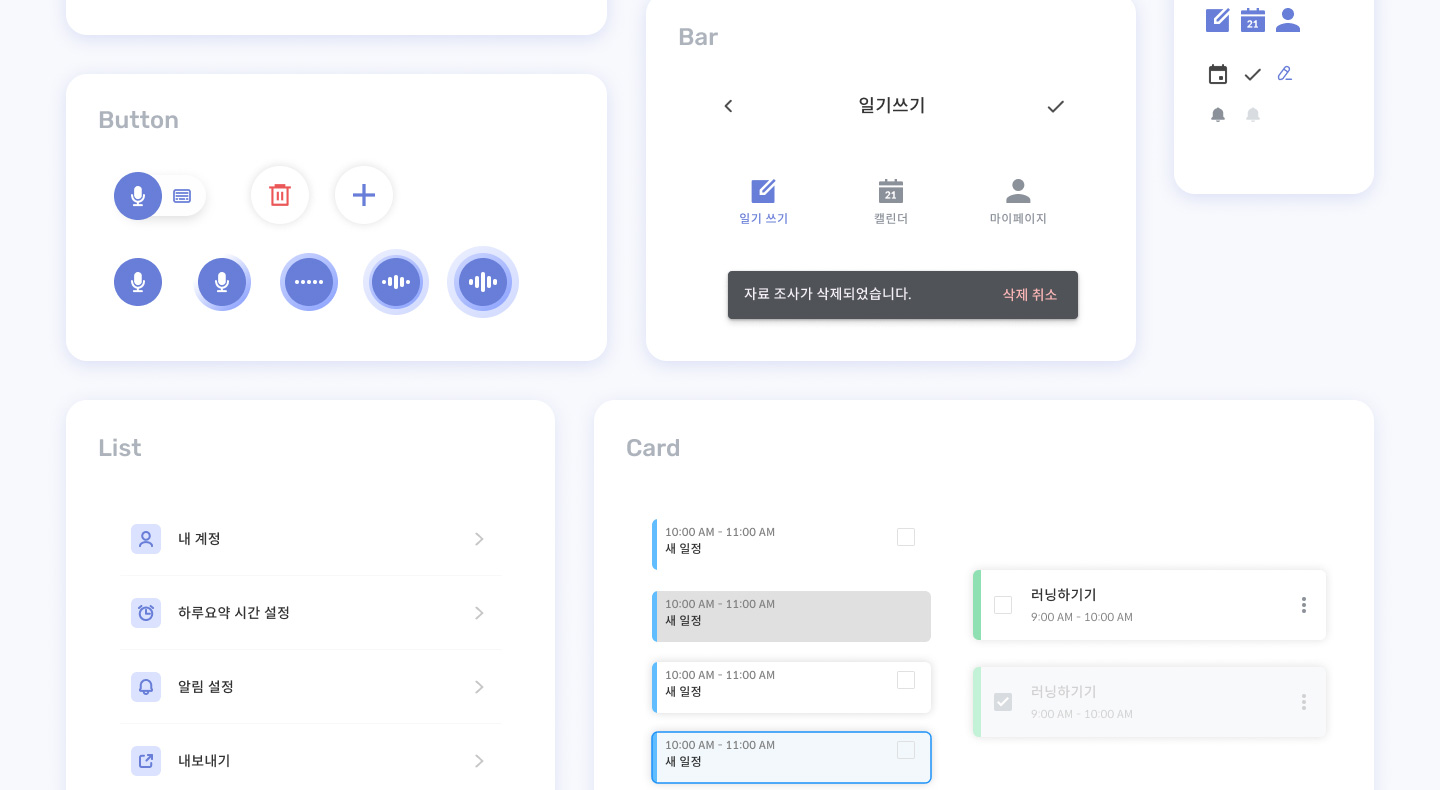 21
Button
Bar
일기쓰기
21
일기 쓰기
캘린더
마이페이지
자료 조사가 삭제되었습니다.
삭제 취소
List
내 계정
하루요약 시간 설정
알림 설정
내보내기
Card
10:00 AM - 11:00 AM
새 일정
10:00 AM - 11:00 AM
새 일정
10:00 AM - 11:00 AM
새 일정
10:00 AM - 11:00 AM
새 일정
러닝하기기
9:00 AM - 10:00 AM
러닝하기기
9:00 AM - 10:00 AM